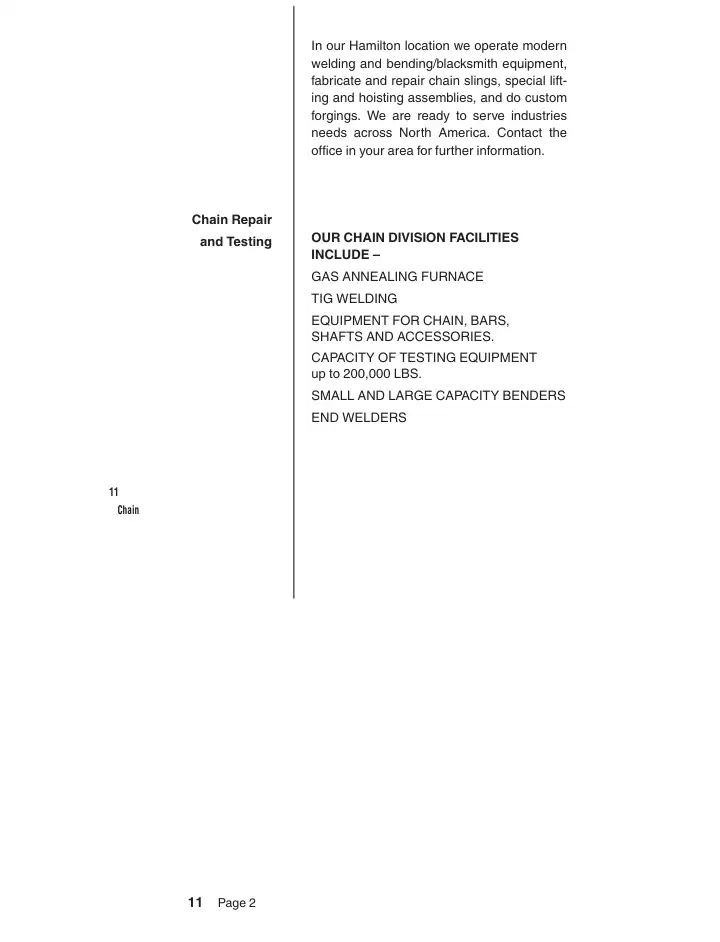 In our Hamilton location we operate modern
welding and bending/blacksmith equipment,
fabricate and repair chain slings, special lift-
ing and hoisting assemblies, and do custom
forgings. We are ready to serve industries
needs across North America. Contact the
office in your area for further information.
Chain Repair
and Testing
OUR CHAIN DIVISION FACILITIES
INCLUDE –
GAS ANNEALING FURNACE
TIG WELDING
EQUIPMENT FOR CHAIN, BARS,
SHAFTS AND ACCESSORIES.
CAPACITY OF TESTING EQUIPMENT
up to 200,000 LBS.
SMALL AND LARGE CAPACITY BENDERS
END WELDERS
11
Chain
11 Page 2